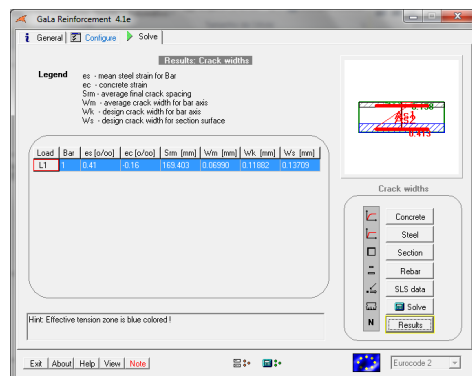 GaLa Reinforcement 4.1e
General Configure Solve
Results: Crack widths
Legend
es - mean steel strain for Bar
ec - concrete strain
Srm - average final crack spacing
Wm - average crack width for bar axis
Wk - design crack width for bar axis
Ws - design crack width for section surface
Load Bar es [o/oo] ec [o/oo] Srm [mm] Wm [mm] Wk [mm] Ws [mm]
L1 1 0.41 -0.16 169.403 0.06990 0.11882 0.13709
Crack widths
Concrete
Steel
Section
Rebar
SLS data
Solve
N Results
Hint: Effective tension zone is blue colored !
Exit About Help View Note Eurocode 2